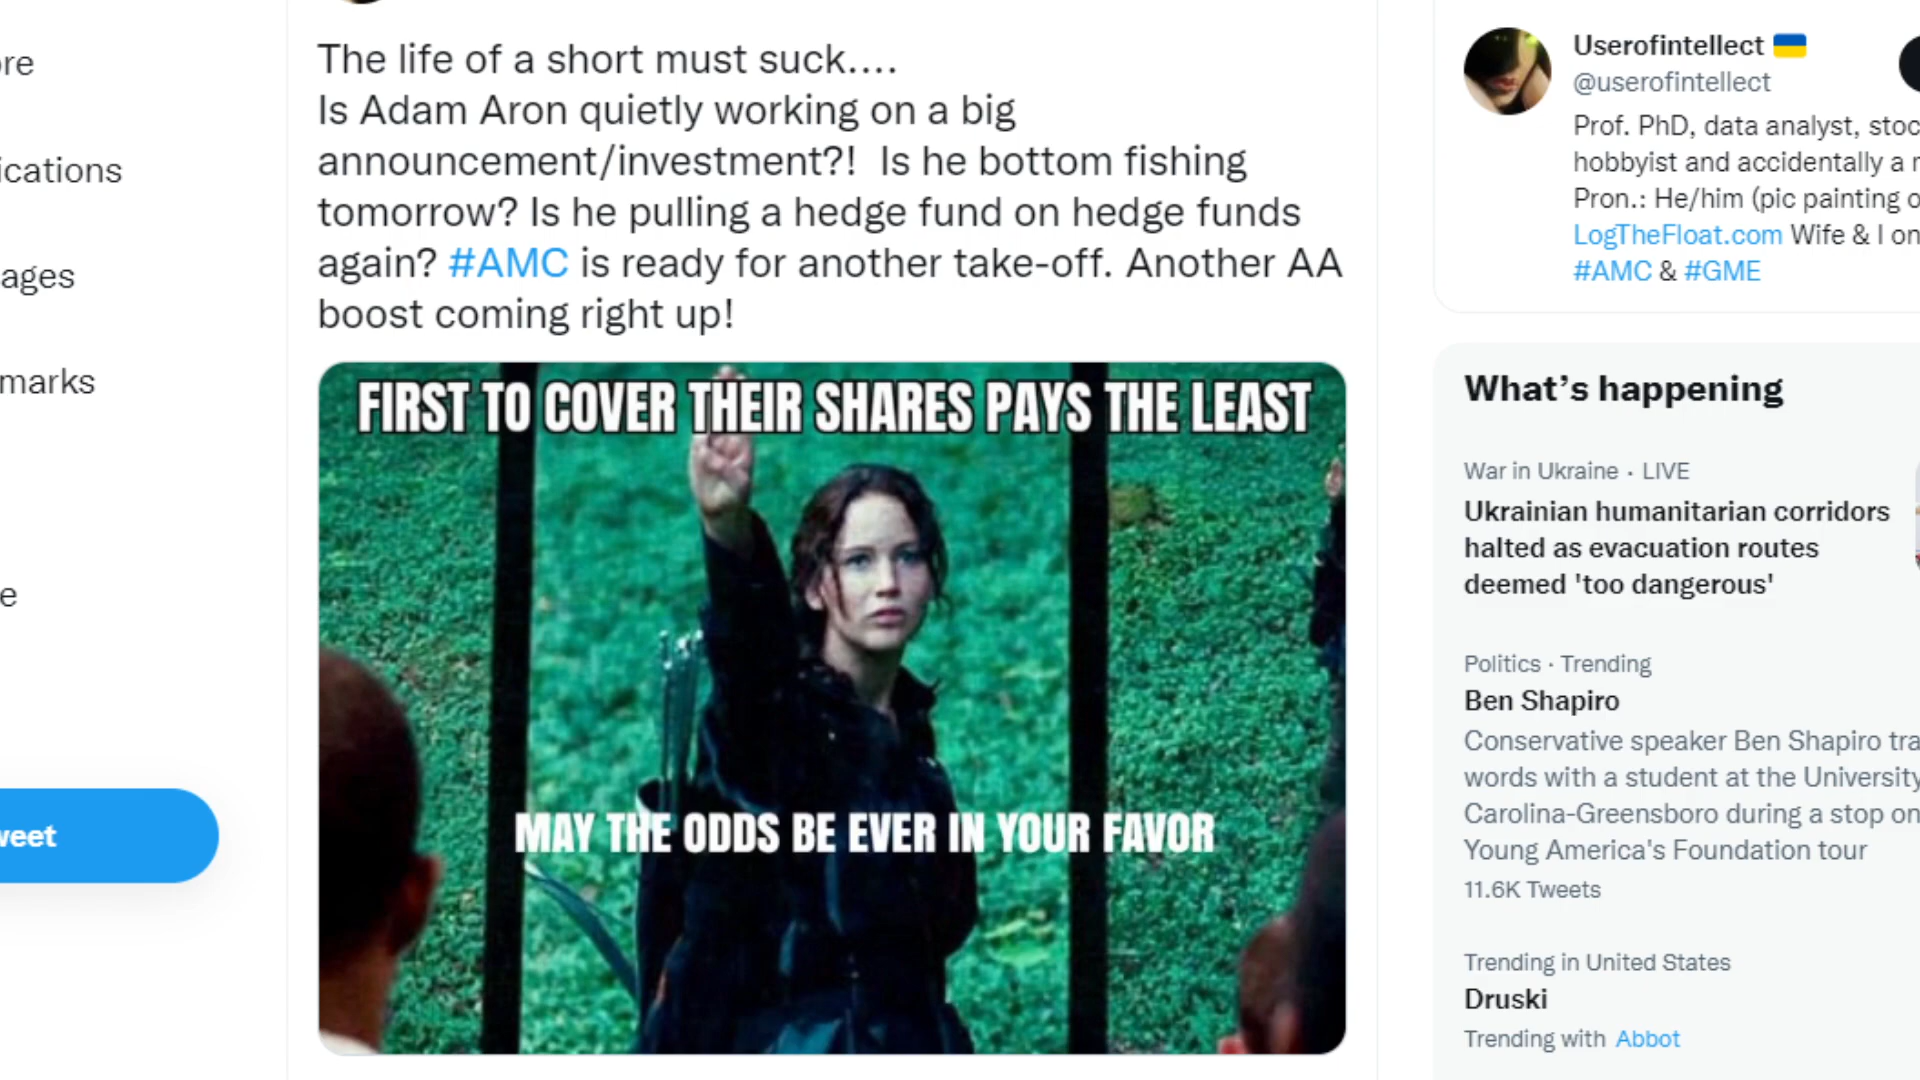 ore
ications
ages
marks
e
weet
The life of a short must suck....
Is Adam Aron quietly working on a big
announcement/investment?! Is he bottom fishing
tomorrow? Is he pulling a hedge fund on hedge funds
again? #AMC is ready for another take-off. Another AA
boost coming right up!
FIRST TO COVER THEIR SHARES PAYS THE LEAST
MAY THE ODDS BE EVER IN YOUR FAVOR
Userofintellect
@userofintellect
Prof. PhD, data analyst, stoc
hobbyist and accidentally a
Pron.: He/him (pic painting o
LogTheFloat.com Wife & I on
#AMC & #GME
What's happening
War in Ukraine · LIVE
Ukrainian humanitarian corridors
halted as evacuation routes
deemed 'too dangerous'
Politics · Trending
Ben Shapiro
Conservative speaker Ben Shapiro tra
words with a student at the University
Carolina-Greensboro during a stop on
Young America's Foundation tour
11.6K Tweets
Trending in United States
Druski
Trending with Abbot